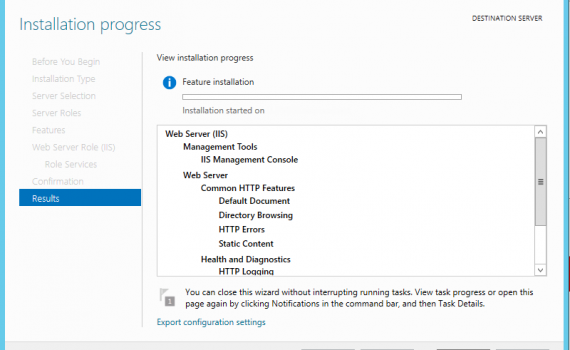 Installation progress
DESTINATION SERVER
Before You Begin
Installation Type
Server Selection
Server Roles
Features
Web Server Role (IIS)
Role Services
Confirmation
Results
View installation progress
Feature installation
Installation started on
Web Server (IIS)
Management Tools
IIS Management Console
Web Server
Common HTTP Features
Default Document
Directory Browsing
HTTP Errors
Static Content
Health and Diagnostics
HTTP Logging
1
You can close this wizard without interrupting running tasks. View task progress or open this
page again by clicking Notifications in the command bar, and then Task Details.
Export configuration settings